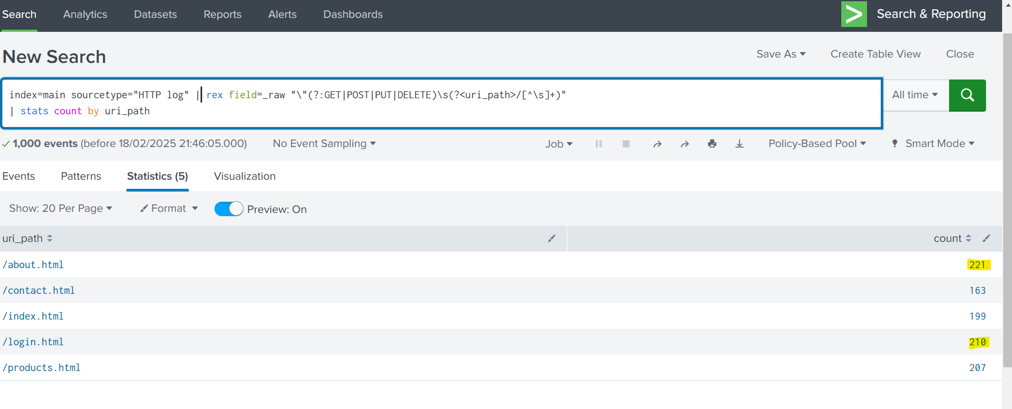 Search Analytics Datasets Reports Alerts Dashboards > Search & Reporting
New Search Save As Create Table View Close
index=main sourcetype="HTTP log" | rex field=_raw "\"(?:GET|POST|PUT|DELETE)\s(?<uri_path>/[^\s]+)" All time
| stats count by uri_path
✓ 1,000 events (before 18/02/2025 21:46:05.000) No Event Sampling Job Policy-Based Pool Smart Mode
Events Patterns Statistics (5) Visualization
Show: 20 Per Page Format Preview: On
uri_path count
/about.html 221
/contact.html 163
/index.html 199
/login.html 210
/products.html 207